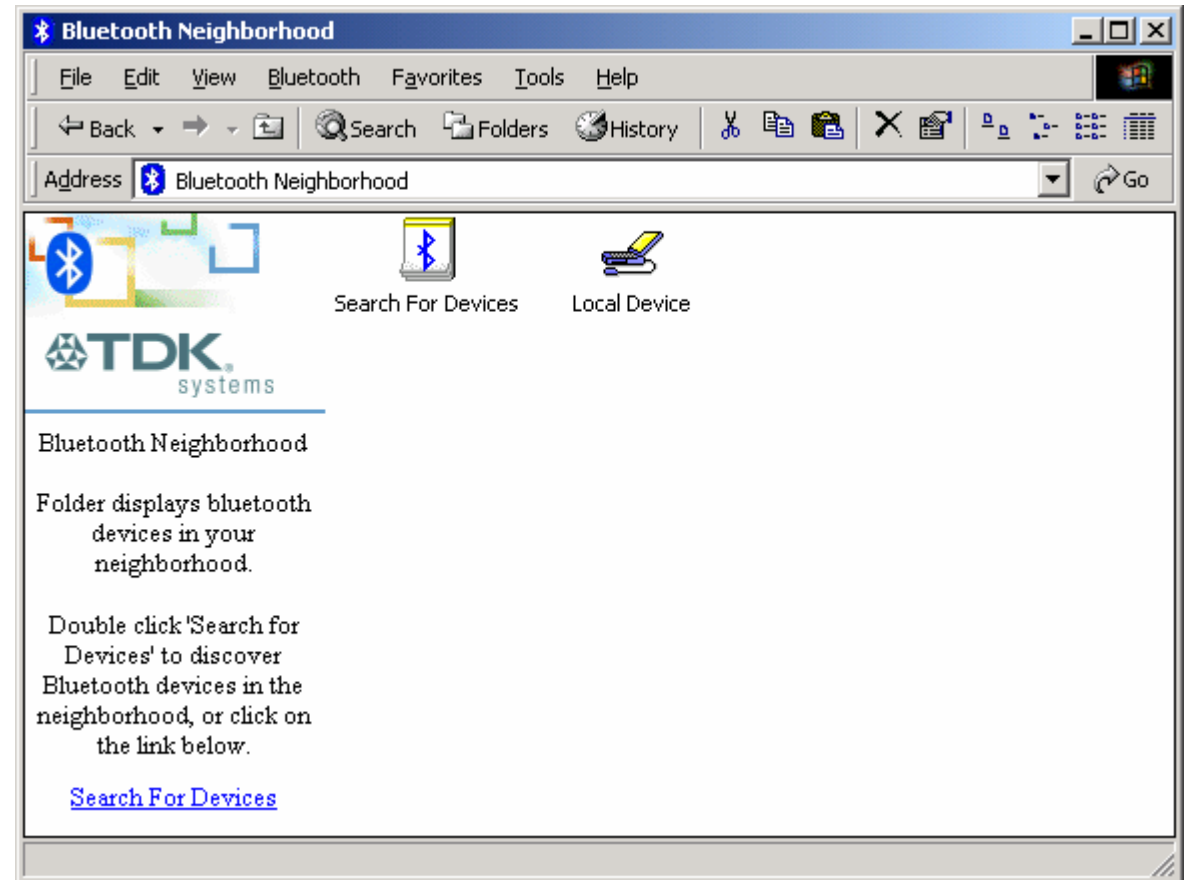 Bluetooth Neighborhood
File Edit View Bluetooth Favorites Tools Help
Back Search Folders History
Address Bluetooth Neighborhood Go
Search For Devices Local Device
TDK®
systems
Bluetooth Neighborhood
Folder displays bluetooth
devices in your
neighborhood.
Double click 'Search for
Devices' to discover
Bluetooth devices in the
neighborhood, or click on
the link below.
Search For Devices